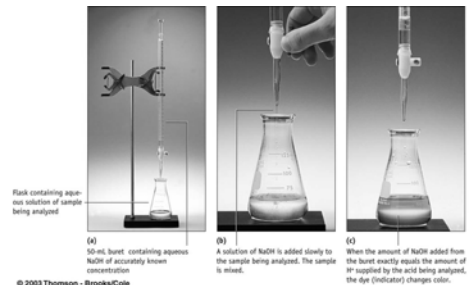 Flask containing aque-
ous solution of sample
being analyzed
(a)
50-mL buret containing aqueous
NaOH of accurately known
concentration
(b)
A solution of NaOH is added slowly to
the sample being analyzed. The sample
is mixed.
(c)
When the amount of NaOH added from
the buret exactly equals the amount of
H+ supplied by the acid being analyzed,
the dye (indicator) changes color.
© 2003 Thomson - Brooks/Cole